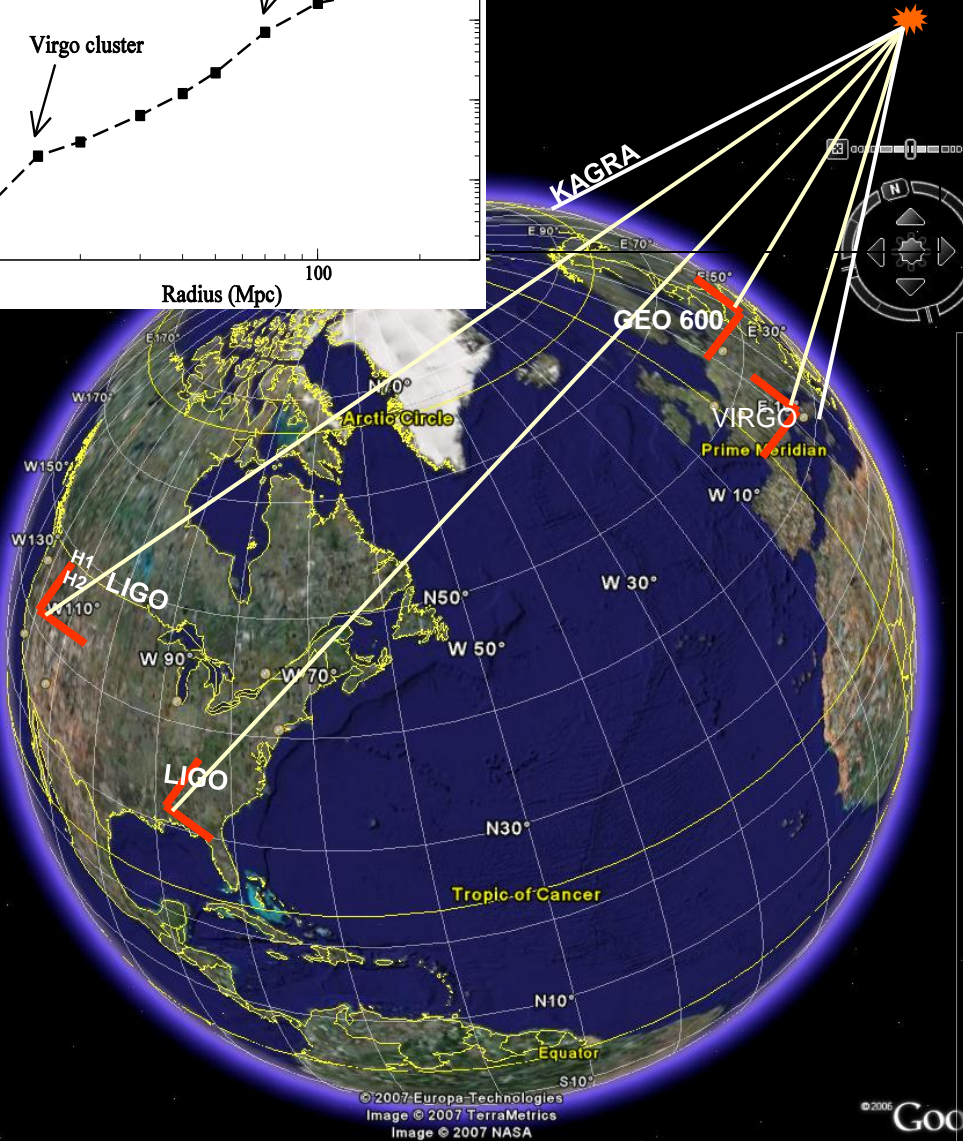 Virgo cluster
100
Radius (Mpc)
KAGRA
N
E 90°
E 70°
E 50°
GEO 600
E 30°
E170°
N 70°
W170°
Arctic Circle
VIRGO
Prime Meridian
W150°
W 10°
W130°
H1
H2
LIGO
W 30°
W110°
N50°
W 50°
W 90°
W 70°
LIGO
N30°
Tropic of Cancer
N10°
Equator
S10°
© 2007 Europa Technologies
Image © 2007 TerraMetrics
Image © 2007 NASA
©2006
Goo